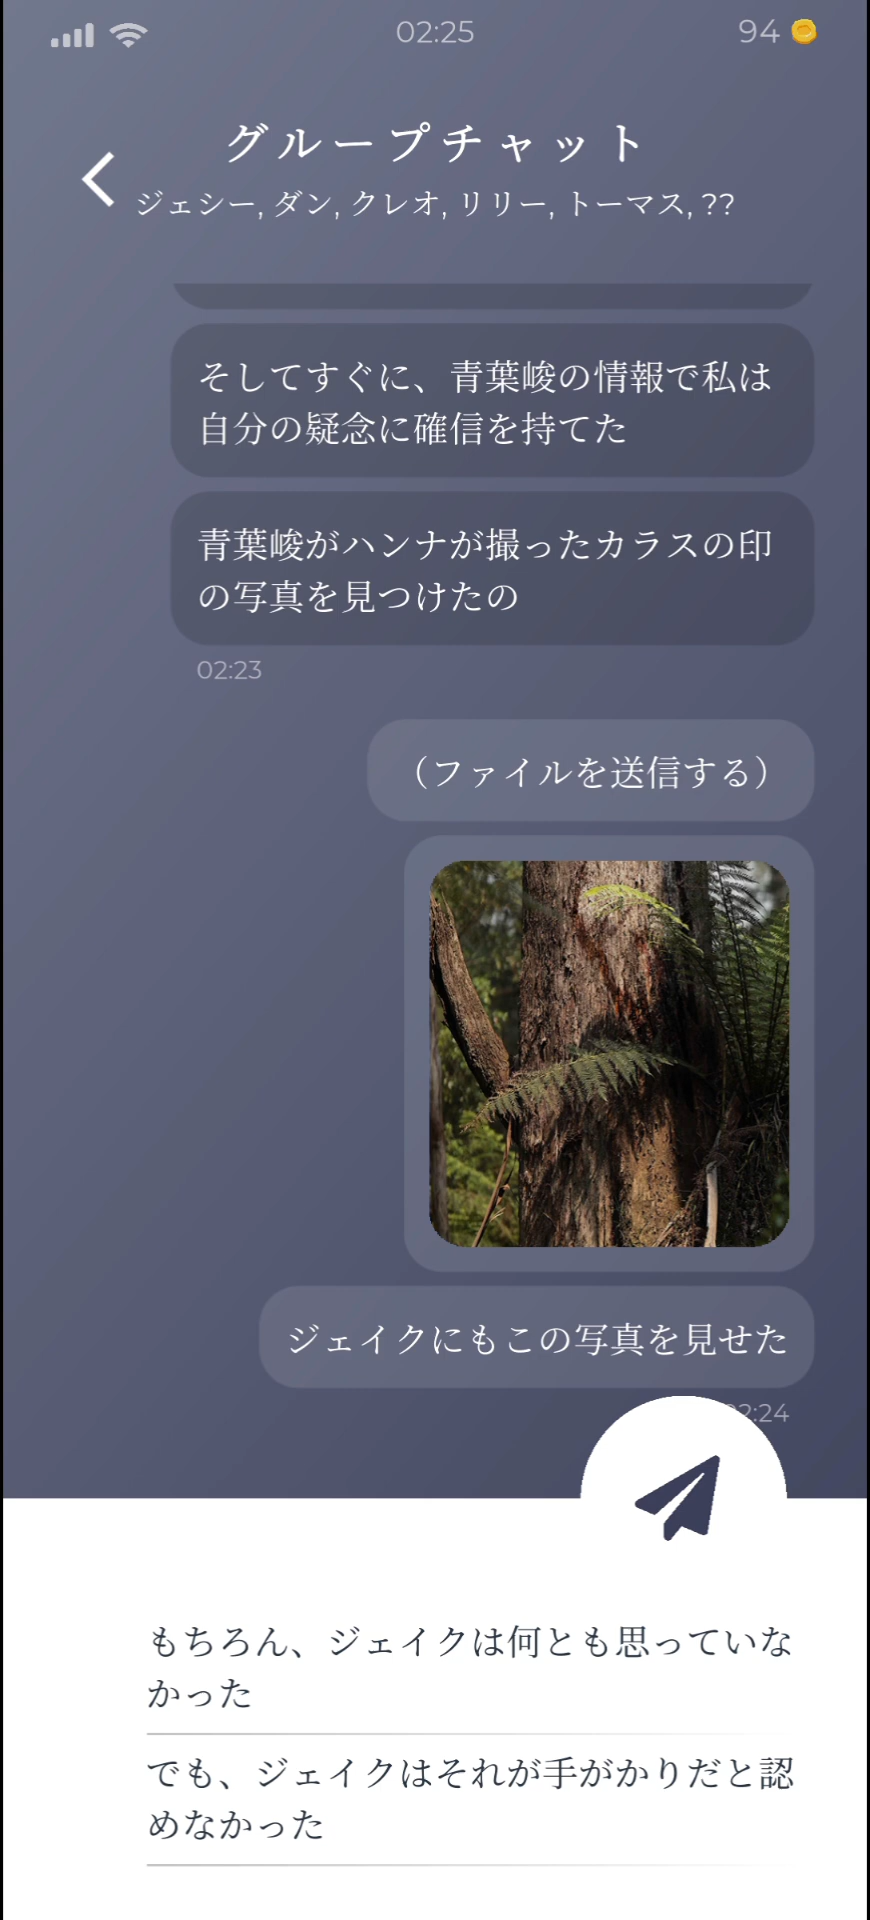 02:25
94
グループチャット
ジェシー, ダン, クレオ, リリー, トーマス, ??
そしてすぐに、青葉峻の情報で私は
自分の疑念に確信を持てた
青葉峻がハンナが撮ったカラスの印
の写真を見つけたの
02:23
（ファイルを送信する）
ジェイクにもこの写真を見せた
02:24
もちろん、ジェイクは何とも思っていな
かった
でも、ジェイクはそれが手がかりだと認
めなかった